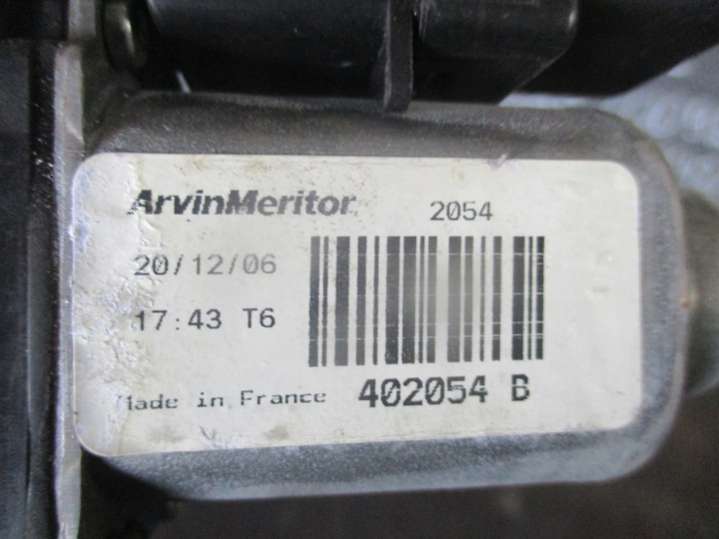 ArvinMeritor 2054
20/12/06
17:43 T6
Made in France 402054 B